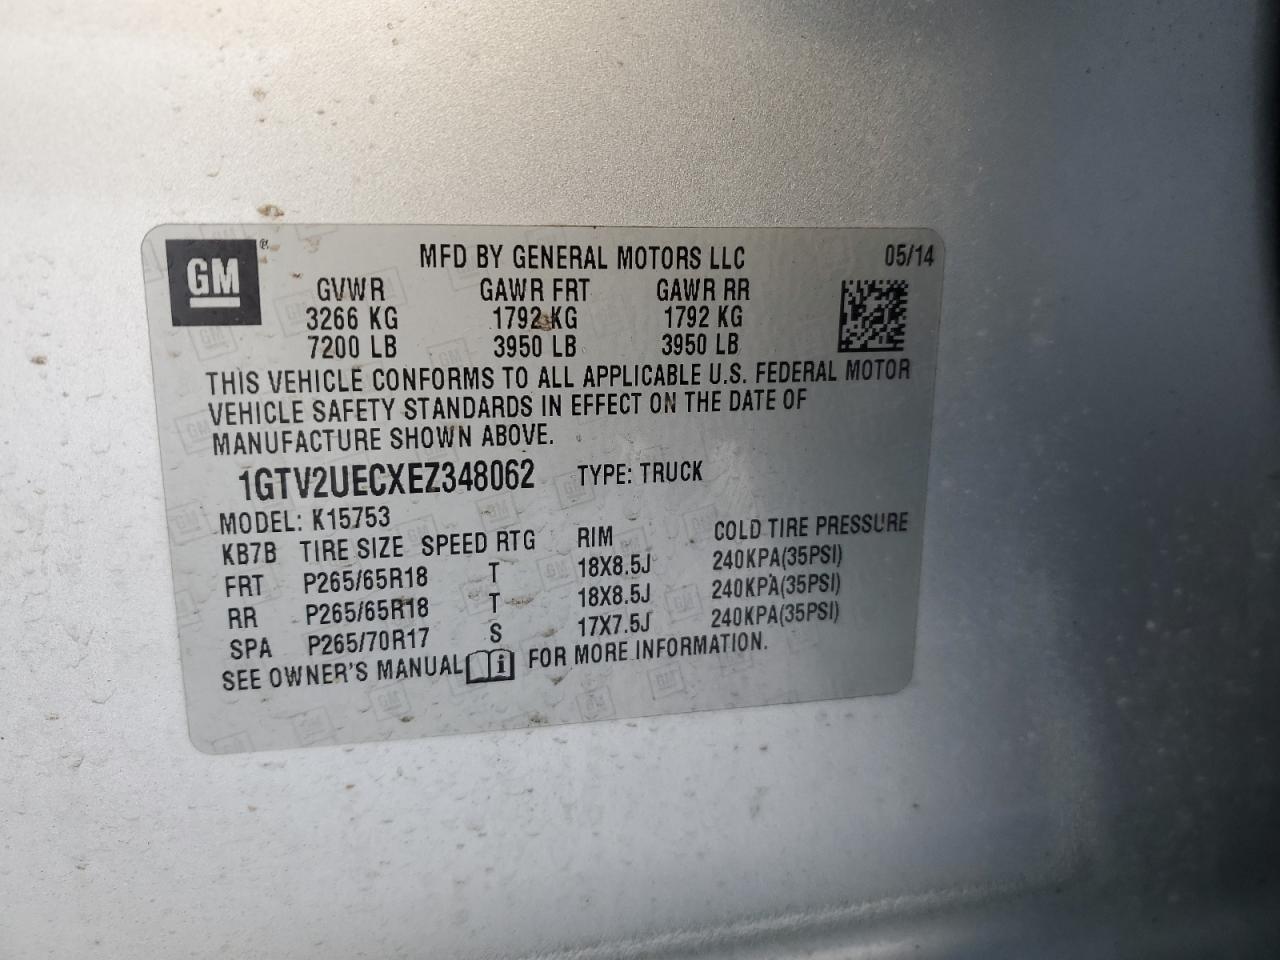 GM ®
MFD BY GENERAL MOTORS LLC 05/14
GVWR GAWR FRT GAWR RR
3266 KG 1792 KG 1792 KG
7200 LB 3950 LB 3950 LB
THIS VEHICLE CONFORMS TO ALL APPLICABLE U.S. FEDERAL MOTOR
VEHICLE SAFETY STANDARDS IN EFFECT ON THE DATE OF
MANUFACTURE SHOWN ABOVE.
1GTV2UECXEZ348062 TYPE: TRUCK
MODEL: K15753
KB7B TIRE SIZE SPEED RTG RIM COLD TIRE PRESSURE
FRT P265/65R18 T 18X8.5J 240KPA(35PSI)
RR P265/65R18 T 18X8.5J 240KPA(35PSI)
SPA P265/70R17 S 17X7.5J 240KPA(35PSI)
SEE OWNER'S MANUAL i FOR MORE INFORMATION.